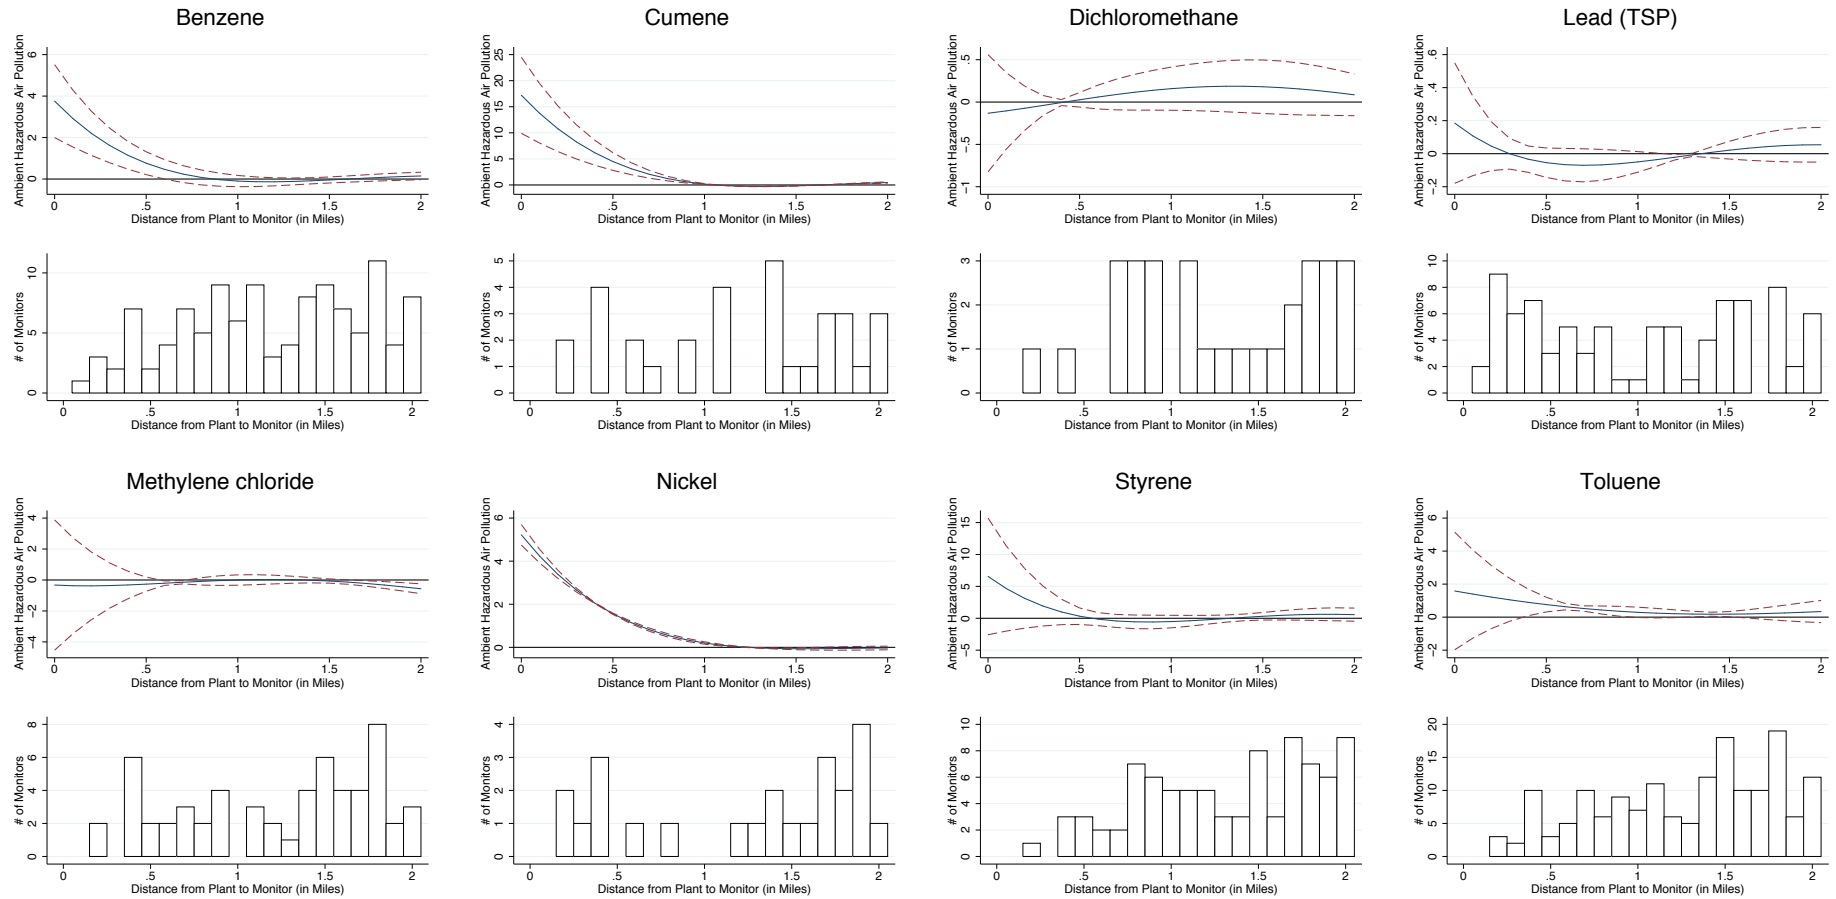 Benzene
Ambient Hazardous Air Pollution
0 2 4 6
0 .5 1 1.5 2
Distance from Plant to Monitor (in Miles)
# of Monitors
0 5 10
0 .5 1 1.5 2
Distance from Plant to Monitor (in Miles)
Cumene
Ambient Hazardous Air Pollution
0 5 10 15 20 25
0 .5 1 1.5 2
Distance from Plant to Monitor (in Miles)
# of Monitors
0 1 2 3 4 5
0 .5 1 1.5 2
Distance from Plant to Monitor (in Miles)
Dichloromethane
Ambient Hazardous Air Pollution
−1 −.5 0 .5
0 .5 1 1.5 2
Distance from Plant to Monitor (in Miles)
# of Monitors
0 1 2 3
0 .5 1 1.5 2
Distance from Plant to Monitor (in Miles)
Lead (TSP)
Ambient Hazardous Air Pollution
−.2 0 .2 .4 .6
0 .5 1 1.5 2
Distance from Plant to Monitor (in Miles)
# of Monitors
0 2 4 6 8 10
0 .5 1 1.5 2
Distance from Plant to Monitor (in Miles)
Methylene chloride
Ambient Hazardous Air Pollution
−4 −2 0 2 4
0 .5 1 1.5 2
Distance from Plant to Monitor (in Miles)
# of Monitors
0 2 4 6 8
0 .5 1 1.5 2
Distance from Plant to Monitor (in Miles)
Nickel
Ambient Hazardous Air Pollution
0 2 4 6
0 .5 1 1.5 2
Distance from Plant to Monitor (in Miles)
# of Monitors
0 1 2 3 4
0 .5 1 1.5 2
Distance from Plant to Monitor (in Miles)
Styrene
Ambient Hazardous Air Pollution
−5 0 5 10 15
0 .5 1 1.5 2
Distance from Plant to Monitor (in Miles)
# of Monitors
0 2 4 6 8 10
0 .5 1 1.5 2
Distance from Plant to Monitor (in Miles)
Toluene
Ambient Hazardous Air Pollution
−2 0 2 4 6
0 .5 1 1.5 2
Distance from Plant to Monitor (in Miles)
# of Monitors
0 5 10 15 20
0 .5 1 1.5 2
Distance from Plant to Monitor (in Miles)